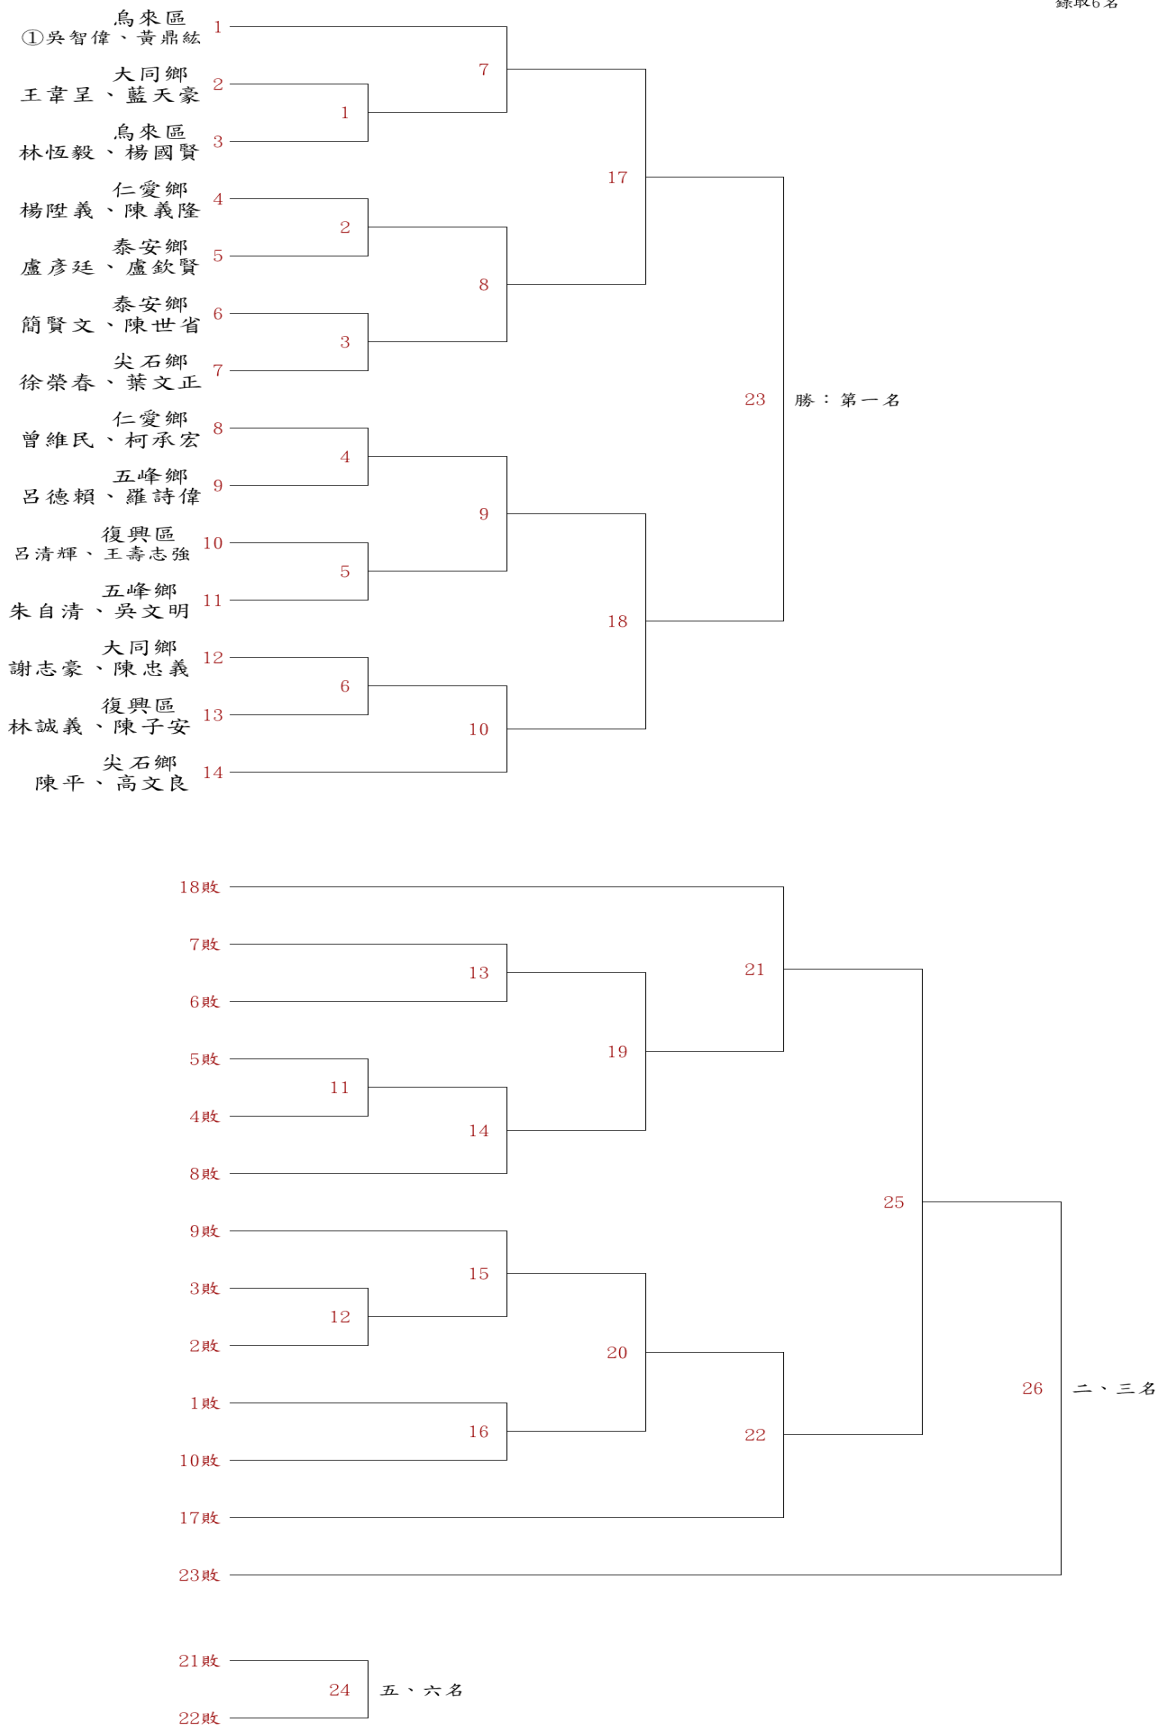 錄取6名
烏來區
①吳智偉、黃鼎紘 1
7
大同鄉
王韋呈、藍天豪 2
1
烏來區
林恆毅、楊國賢 3
17
仁愛鄉
楊陞義、陳義隆 4
2
泰安鄉
盧彥廷、盧欽賢 5
8
泰安鄉
簡賢文、陳世省 6
3
尖石鄉
徐榮春、葉文正 7
23 勝：第一名
仁愛鄉
曾維民、柯承宏 8
4
五峰鄉
呂德賴、羅詩偉 9
9
復興區
呂清輝、王壽志強 10
5
五峰鄉
朱自清、吳文明 11
18
大同鄉
謝志豪、陳忠義 12
6
復興區
林誠義、陳子安 13
10
尖石鄉
陳平、高文良 14
18敗
7敗
13 21
6敗
19
5敗
11
4敗
14
8敗
25
9敗
15
3敗
12
2敗
20
26 二、三名
1敗
16 22
10敗
17敗
23敗
21敗
24 五、六名
22敗